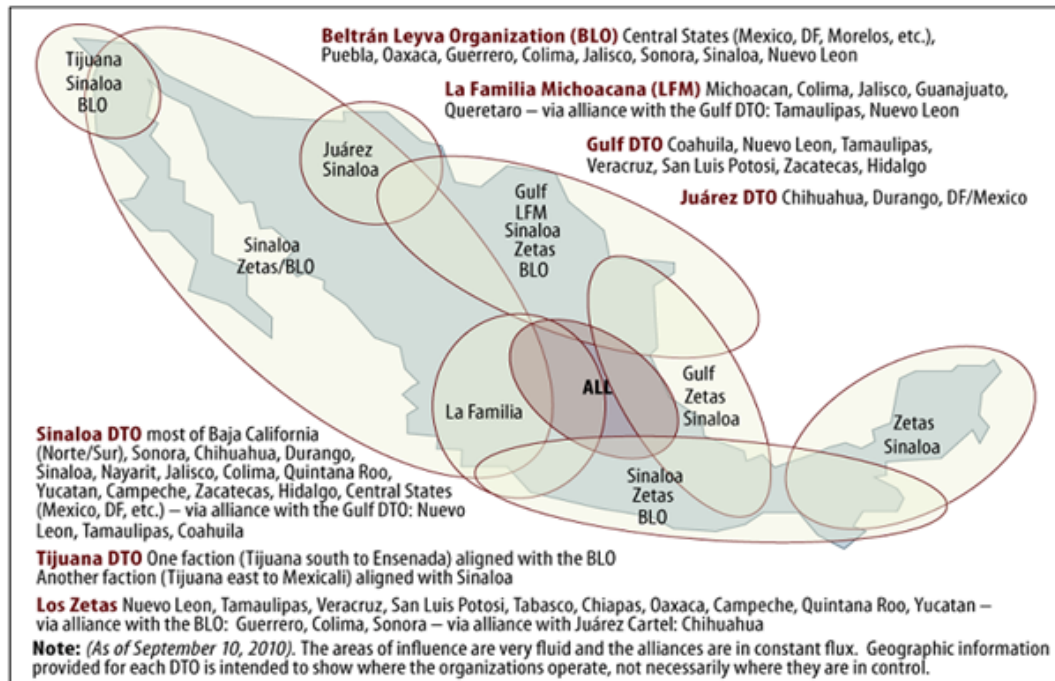 Beltrán Leyva Organization (BLO) Central States (Mexico, DF, Morelos, etc.),
Puebla, Oaxaca, Guerrero, Colima, Jalisco, Sonora, Sinaloa, Nuevo Leon
La Familia Michoacana (LFM) Michoacan, Colima, Jalisco, Guanajuato,
Queretaro – via alliance with the Gulf DTO: Tamaulipas, Nuevo Leon
Gulf DTO Coahuila, Nuevo Leon, Tamaulipas,
Veracruz, San Luis Potosi, Zacatecas, Hidalgo
Juárez DTO Chihuahua, Durango, DF/Mexico
Tijuana
Sinaloa
BLO
Juárez
Sinaloa
Gulf
LFM
Sinaloa
Zetas
BLO
Sinaloa
Zetas/BLO
ALL
La Familia
Gulf
Zetas
Sinaloa
Zetas
Sinaloa
Sinaloa
Zetas
BLO
Sinaloa DTO most of Baja California
(Norte/Sur), Sonora, Chihuahua, Durango,
Sinaloa, Nayarit, Jalisco, Colima, Quintana Roo,
Yucatan, Campeche, Zacatecas, Hidalgo, Central States
(Mexico, DF, etc.) – via alliance with the Gulf DTO: Nuevo
Leon, Tamaulipas, Coahuila
Tijuana DTO One faction (Tijuana south to Ensenada) aligned with the BLO
Another faction (Tijuana east to Mexicali) aligned with Sinaloa
Los Zetas Nuevo Leon, Tamaulipas, Veracruz, San Luis Potosi, Tabasco, Chiapas, Oaxaca, Campeche, Quintana Roo, Yucatan –
via alliance with the BLO: Guerrero, Colima, Sonora – via alliance with Juárez Cartel: Chihuahua
Note: (As of September 10, 2010). The areas of influence are very fluid and the alliances are in constant flux. Geographic information
provided for each DTO is intended to show where the organizations operate, not necessarily where they are in control.